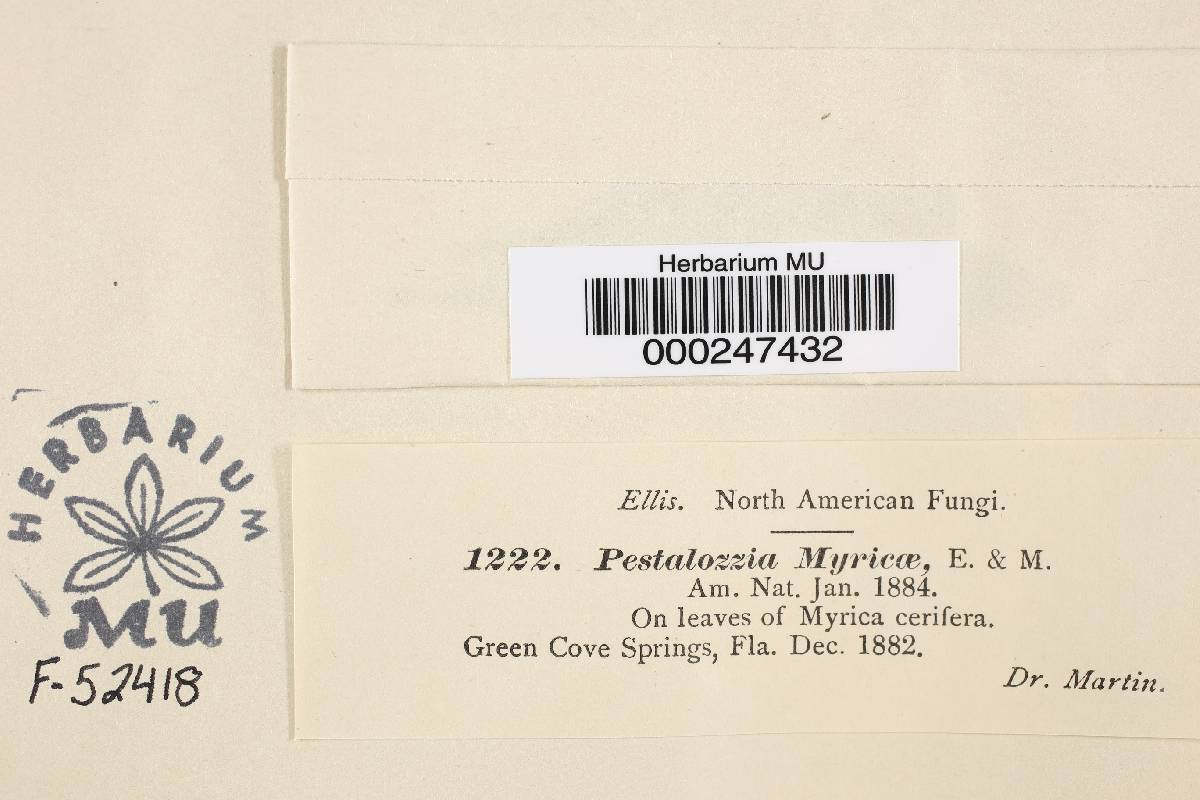 Herbarium MU
000247432
HERBARIUM
MU
F-52418
Ellis. North American Fungi.
1222. Pestalozzia Myricæ, E. & M.
Am. Nat. Jan. 1884.
On leaves of Myrica cerifera.
Green Cove Springs, Fla. Dec. 1882.
Dr. Martin.